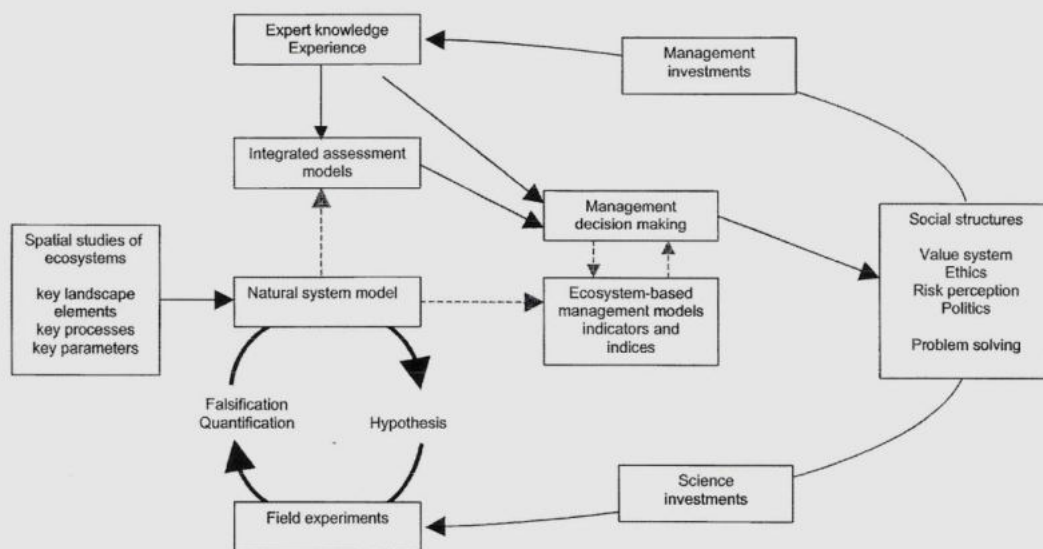 Expert knowledge
Experience
Management
investments
Integrated assessment
models
Management
decision making
Social structures
Value system
Ethics
Risk perception
Politics
Problem solving
Spatial studies of
ecosystems
key landscape
elements
key processes
key parameters
Natural system model
Ecosystem-based
management models
indicators and
indices
Falsification
Quantification
Hypothesis
Science
investments
Field experiments